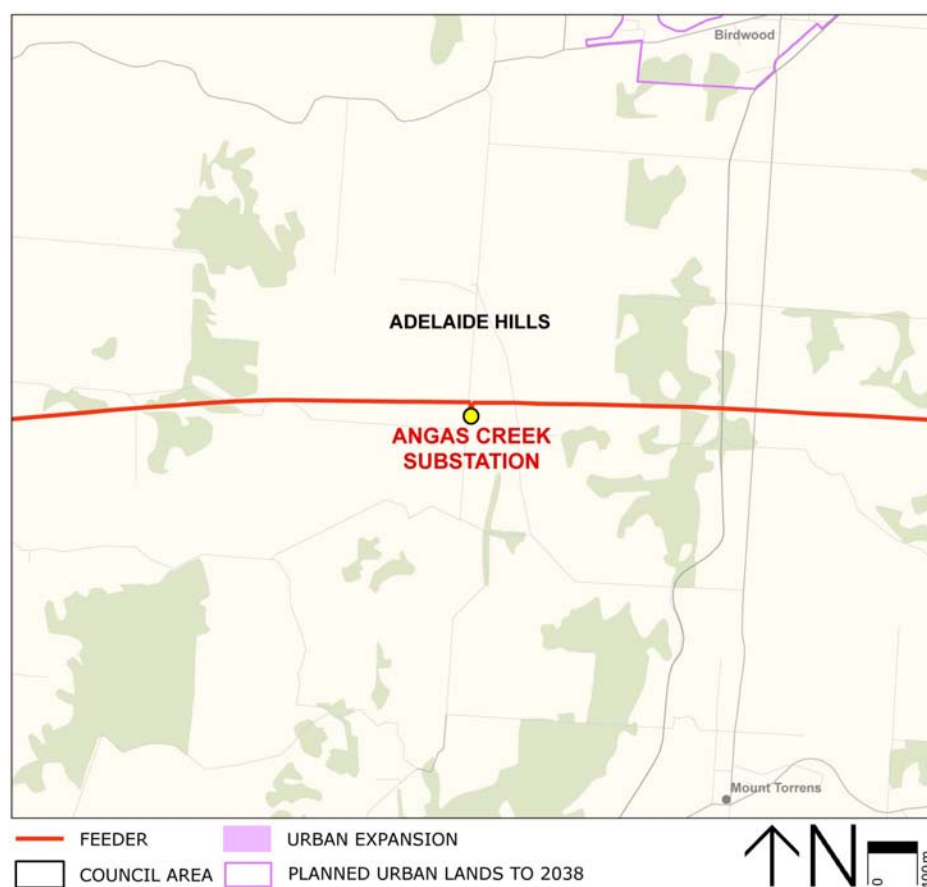 Birdwood
ADELAIDE HILLS
ANGAS CREEK
SUBSTATION
Mount Torrens
FEEDER
URBAN EXPANSION
COUNCIL AREA
PLANNED URBAN LANDS TO 2038
N
0
400 m